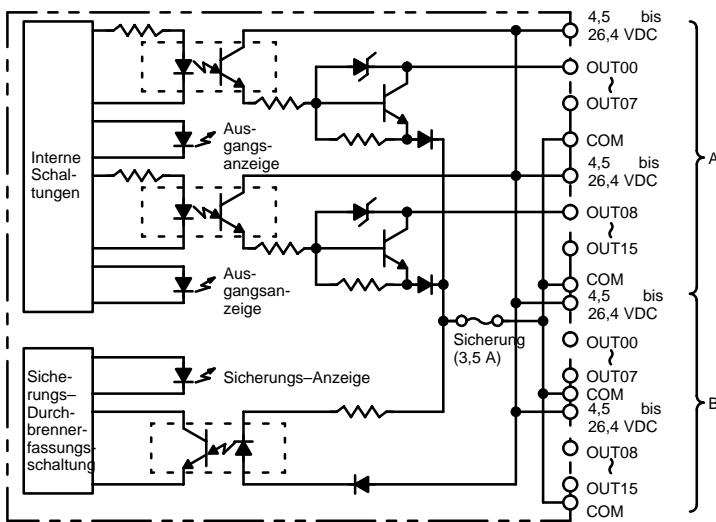 Interne
Schal-
tungen
Aus-
gangs-
anzeige
Aus-
gangsan-
zeige
Siche-
rungs–
Durch-
brenner-
fassungs-
schaltung
Sicherungs–Anzeige
Sicherung
(3,5 A)
4,5 bis
26,4 VDC
OUT00
~
OUT07
COM
4,5 bis
26,4 VDC
OUT08
~
OUT15
COM
4,5 bis
26,4 VDC
OUT00
~
OUT07
COM
4,5 bis
26,4 VDC
OUT08
~
OUT15
COM
A
B